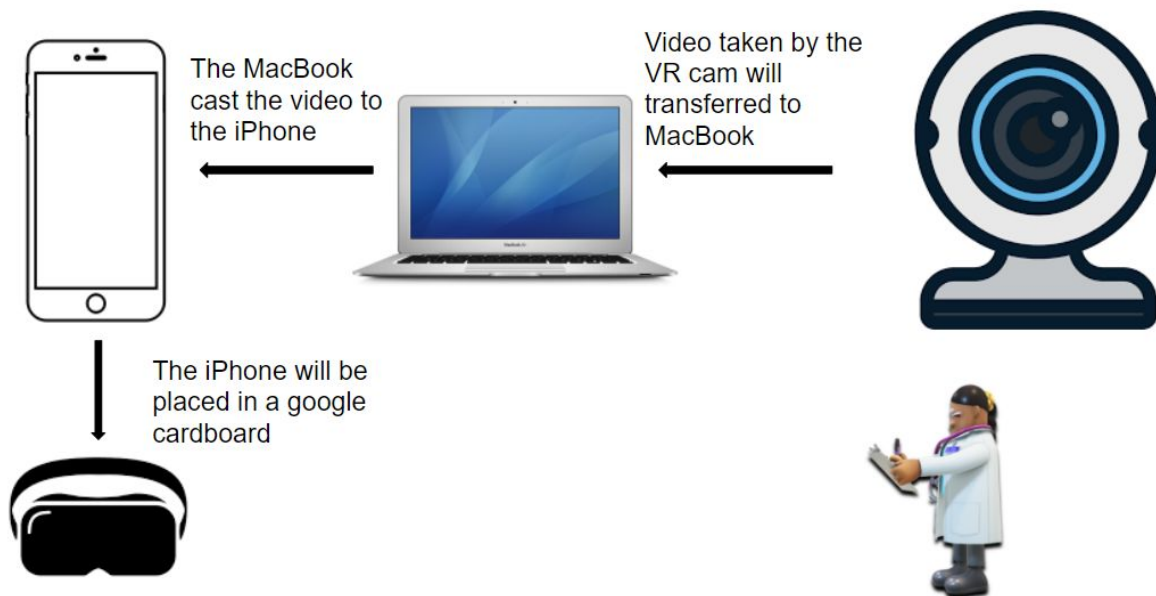 The MacBook
cast the video to
the iPhone
Video taken by the
VR cam will
transferred to
MacBook
The iPhone will be
placed in a google
cardboard